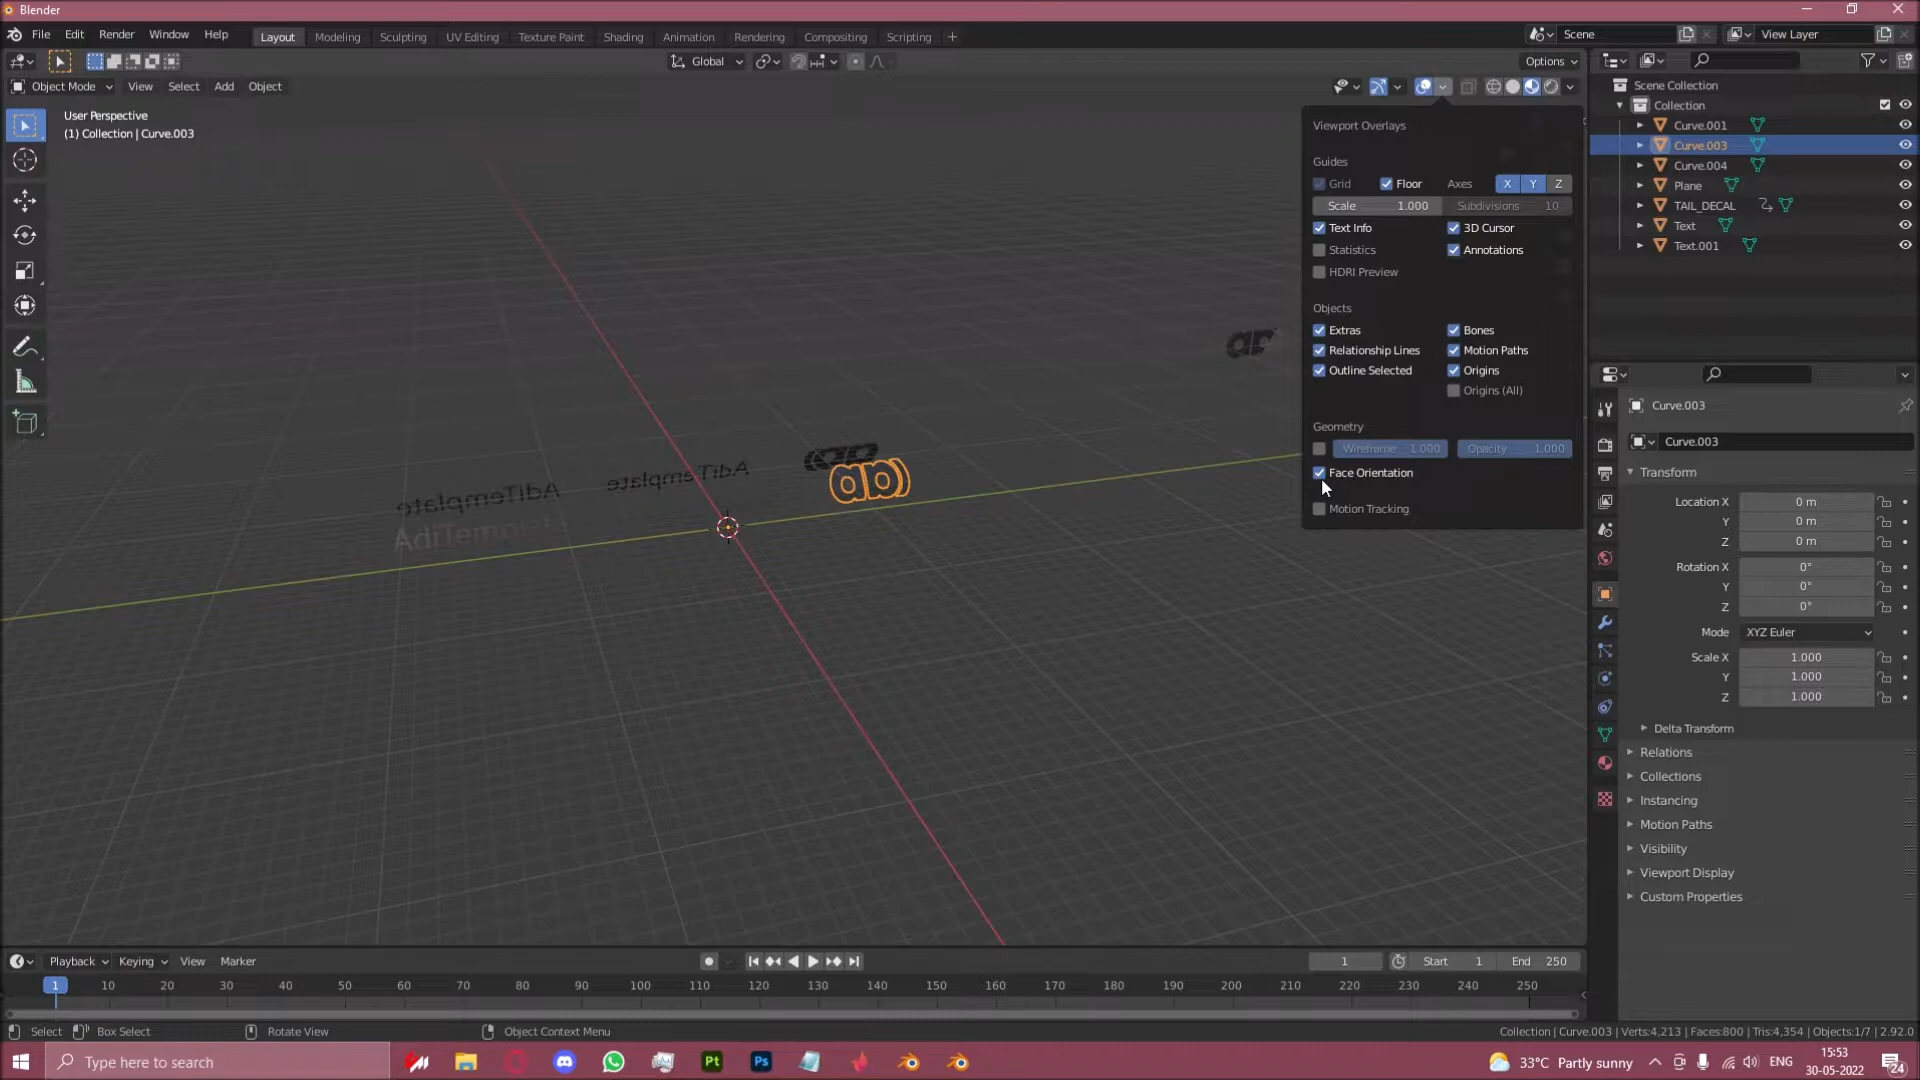 Blender
File Edit Render Window Help
Layout Modeling Sculpting UV Editing Texture Paint Shading Animation Rendering Compositing Scripting +
Scene
View Layer
Global
Options
Object Mode View Select Add Object
User Perspective
(1) Collection | Curve.003
AdiTemplate
AdiTemplate
Viewport Overlays
Guides
Grid Floor Axes X Y Z
Scale 1.000 Subdivisions 10
Text Info 3D Cursor
Statistics Annotations
HDRI Preview
Objects
Extras Bones
Relationship Lines Motion Paths
Outline Selected Origins
Origins (All)
Geometry
Wireframe 1.000 Opacity 1.000
Face Orientation
Motion Tracking
Scene Collection
Collection
Curve.001
Curve.003
Curve.004
Plane
TAIL_DECAL
Text
Text.001
Curve.003
Curve.003
Transform
Location X 0 m
Y 0 m
Z 0 m
Rotation X 0°
Y 0°
Z 0°
Mode XYZ Euler
Scale X 1.000
Y 1.000
Z 1.000
Delta Transform
Relations
Collections
Instancing
Motion Paths
Visibility
Viewport Display
Custom Properties
Playback Keying View Marker
1 Start 1 End 250
1 10 20 30 40 50 60 70 80 90 100 110 120 130 140 150 160 170 180 190 200 210 220 230 240 250
Select Box Select Rotate View Object Context Menu
Collection | Curve.003 | Verts:4,213 | Faces:800 | Tris:4,354 | Objects:1/7 | 2.92.0
Type here to search
Pt
Ps
33°C Partly sunny
ENG
15:53
30-05-2022
24